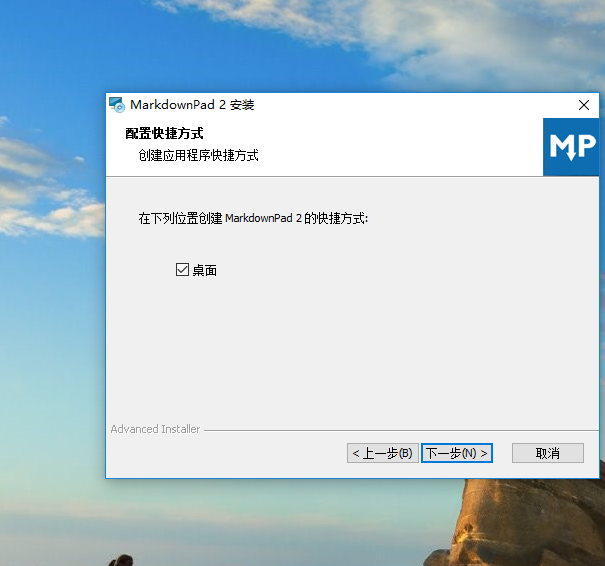 MarkdownPad 2 安装
配置快捷方式
创建应用程序快捷方式
MP
在下列位置创建 MarkdownPad 2 的快捷方式:
桌面
Advanced Installer
< 上一步(B)
下一步(N) >
取消